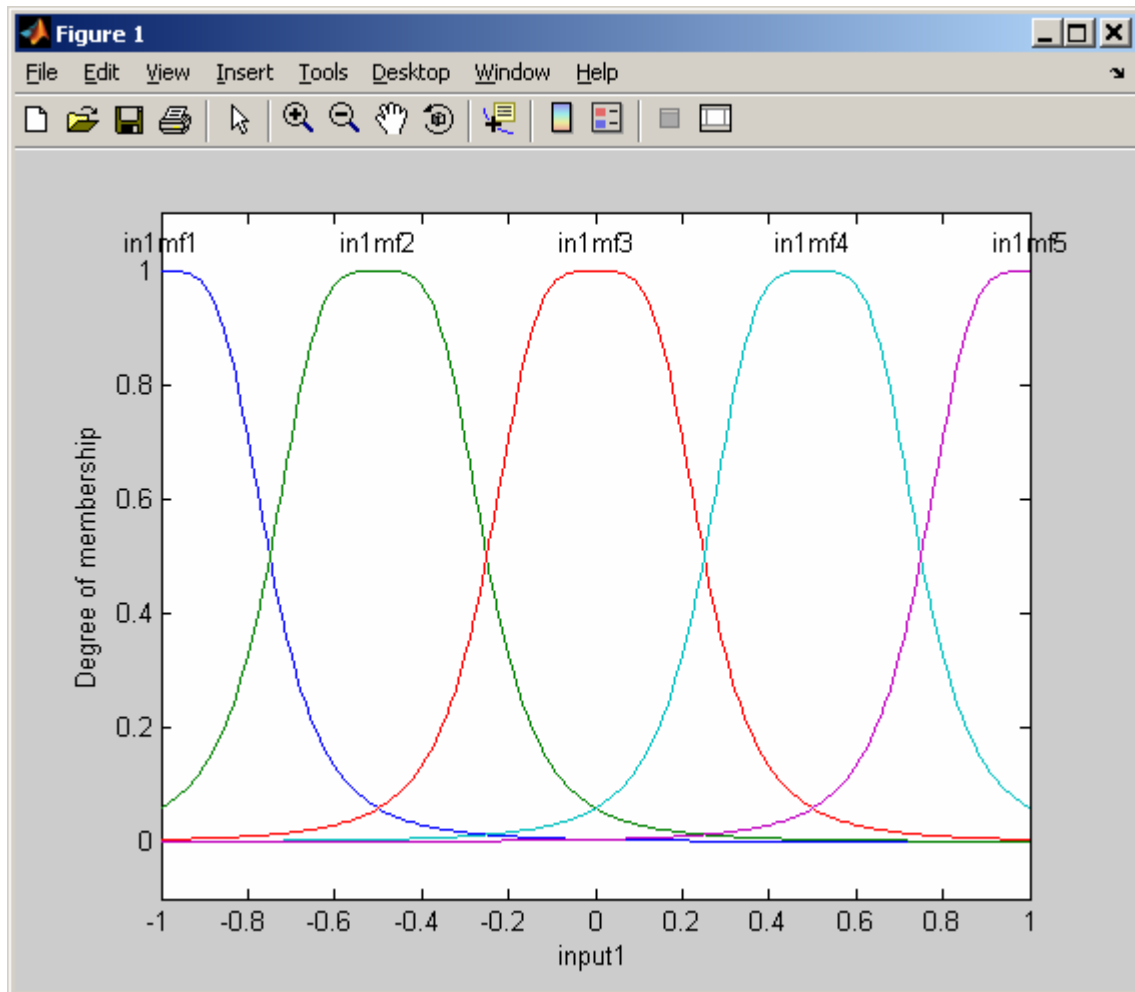 Figure 1
File Edit View Insert Tools Desktop Window Help
in1mf1 in1mf2 in1mf3 in1mf4 in1mf5
1
0.8
0.6
0.4
0.2
0
Degree of membership
-1 -0.8 -0.6 -0.4 -0.2 0 0.2 0.4 0.6 0.8 1
input1